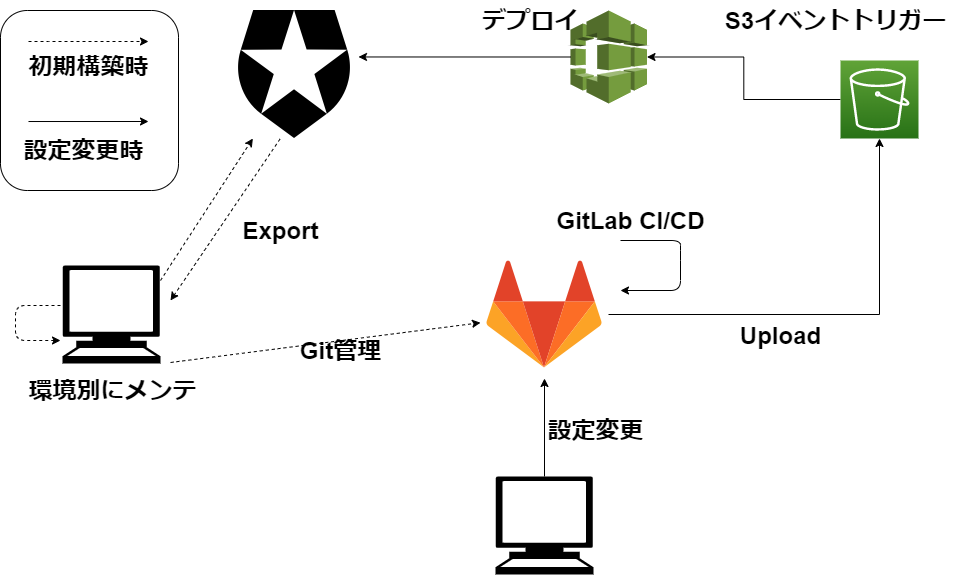 デプロイ
S3イベントトリガー
初期構築時
設定変更時
Export
GitLab CI/CD
Git管理
Upload
環境別にメンテ
設定変更